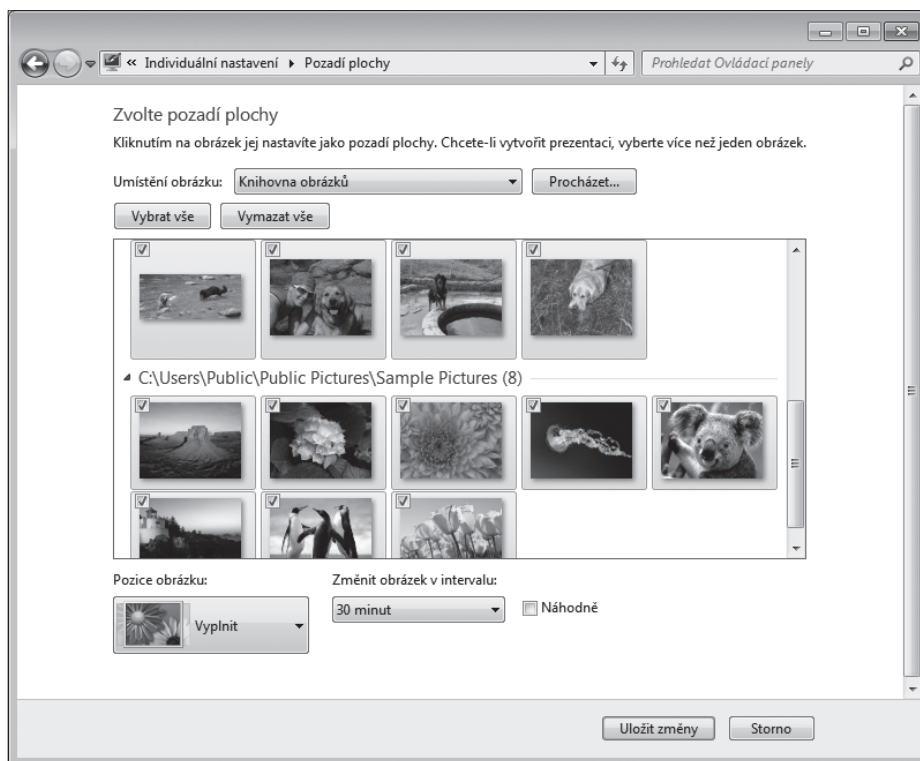 « Individuální nastavení ▸ Pozadí plochy
Prohledat Ovládací panely
Zvolte pozadí plochy
Kliknutím na obrázek jej nastavíte jako pozadí plochy. Chcete-li vytvořit prezentaci, vyberte více než jeden obrázek.
Umístění obrázku: Knihovna obrázků Procházet...
Vybrat vše Vymazat vše
C:\Users\Public\Public Pictures\Sample Pictures (8)
Pozice obrázku: Změnit obrázek v intervalu:
Vyplnit 30 minut Náhodně
Uložit změny Storno